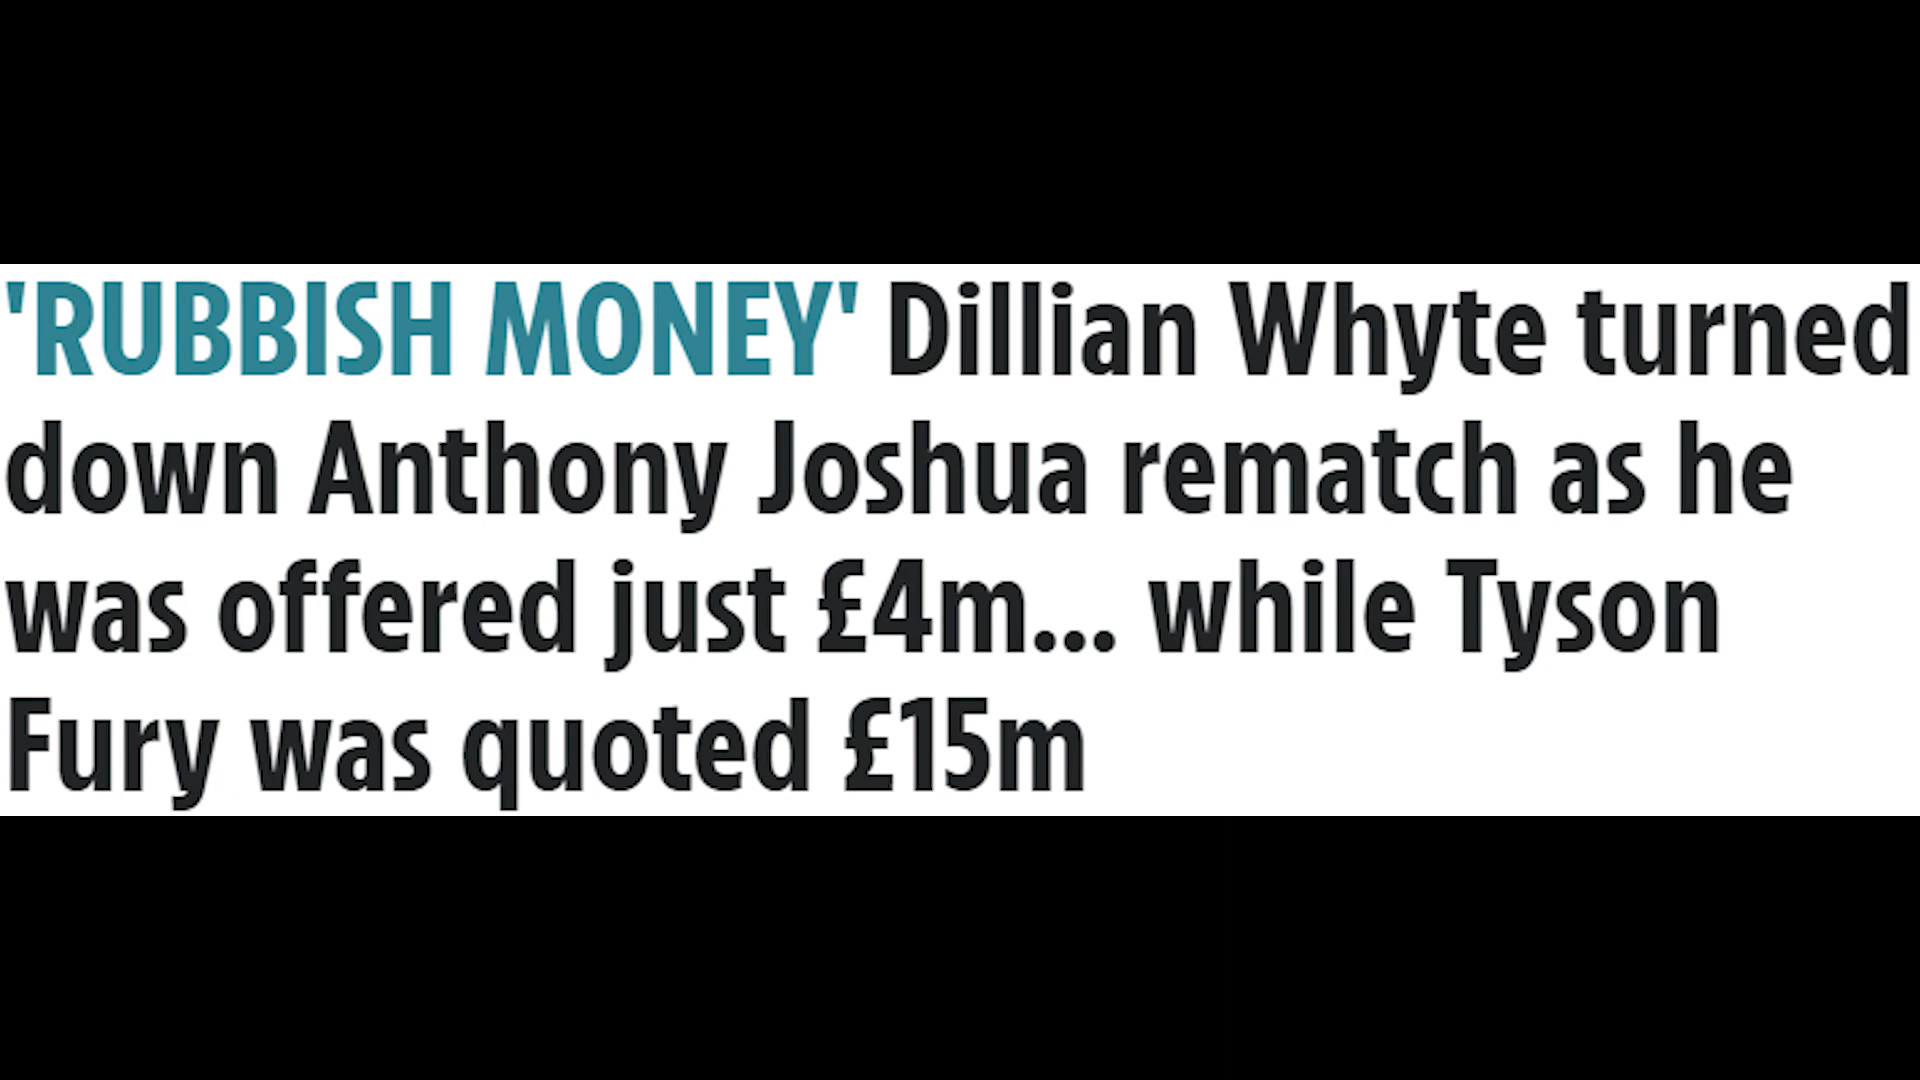 'RUBBISH MONEY' Dillian Whyte turned
down Anthony Joshua rematch as he
was offered just £4m... while Tyson
Fury was quoted £15m